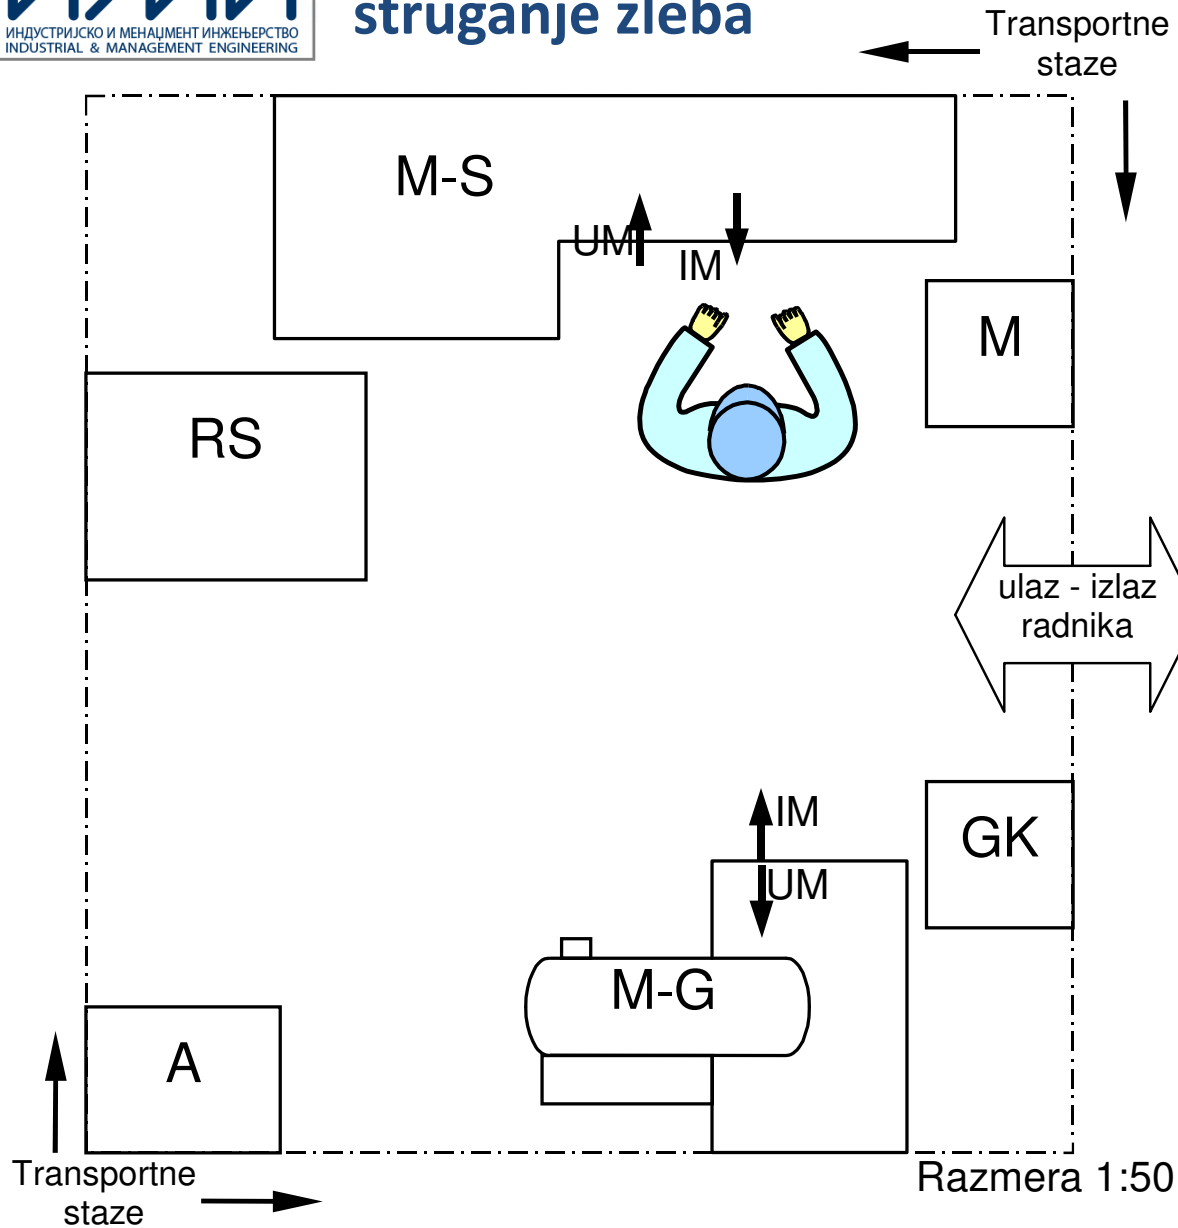 ИНДУСТРИЈСКО И МЕНАЏМЕНТ ИНЖЕЊЕРСТВО
INDUSTRIAL & MANAGEMENT ENGINEERING
struganje zleba
Transportne
staze
M-S
UM
IM
M
RS
ulaz - izlaz
radnika
IM
GK
UM
M-G
A
Transportne
staze
Razmera 1:50